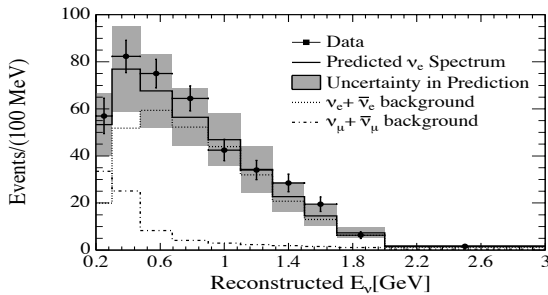 100
80
60
40
20
0
Events/(100 MeV)
Data
Predicted νe Spectrum
Uncertainty in Prediction
νe+ ν̄e background
νμ+ ν̄μ background
0.2 0.6 1 1.4 1.8 2.2 2.6 3
Reconstructed Eν[GeV]